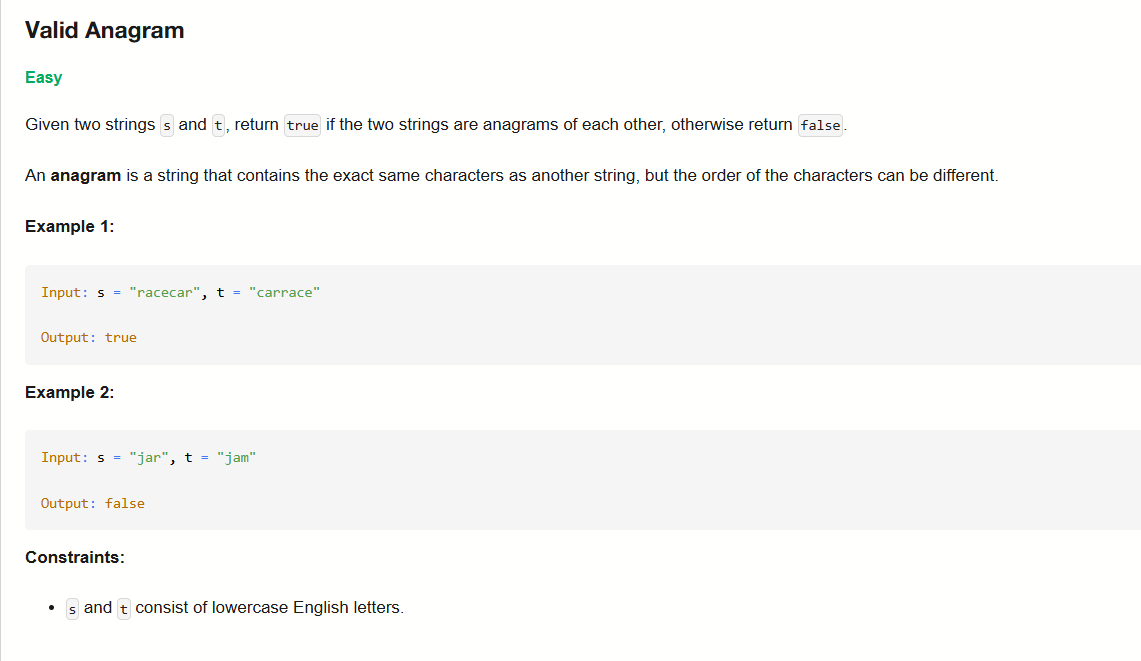 Valid Anagram
Easy
Given two strings s and t, return true if the two strings are anagrams of each other, otherwise return false.
An anagram is a string that contains the exact same characters as another string, but the order of the characters can be different.
Example 1:
Input: s = "racecar", t = "carrace"
Output: true
Example 2:
Input: s = "jar", t = "jam"
Output: false
Constraints:
• s and t consist of lowercase English letters.